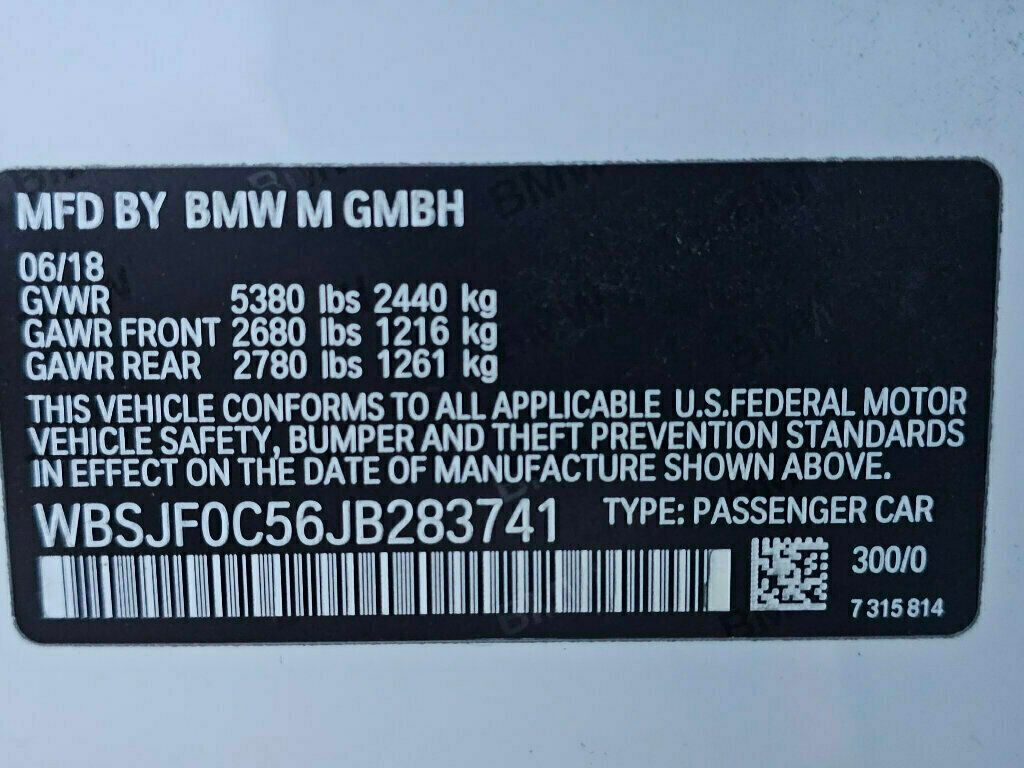 MFD BY BMW M GMBH
06/18
GVWR 5380 lbs 2440 kg
GAWR FRONT 2680 lbs 1216 kg
GAWR REAR 2780 lbs 1261 kg
THIS VEHICLE CONFORMS TO ALL APPLICABLE U.S.FEDERAL MOTOR
VEHICLE SAFETY, BUMPER AND THEFT PREVENTION STANDARDS
IN EFFECT ON THE DATE OF MANUFACTURE SHOWN ABOVE.
WBSJF0C56JB283741 TYPE: PASSENGER CAR
300/0
7 315 814